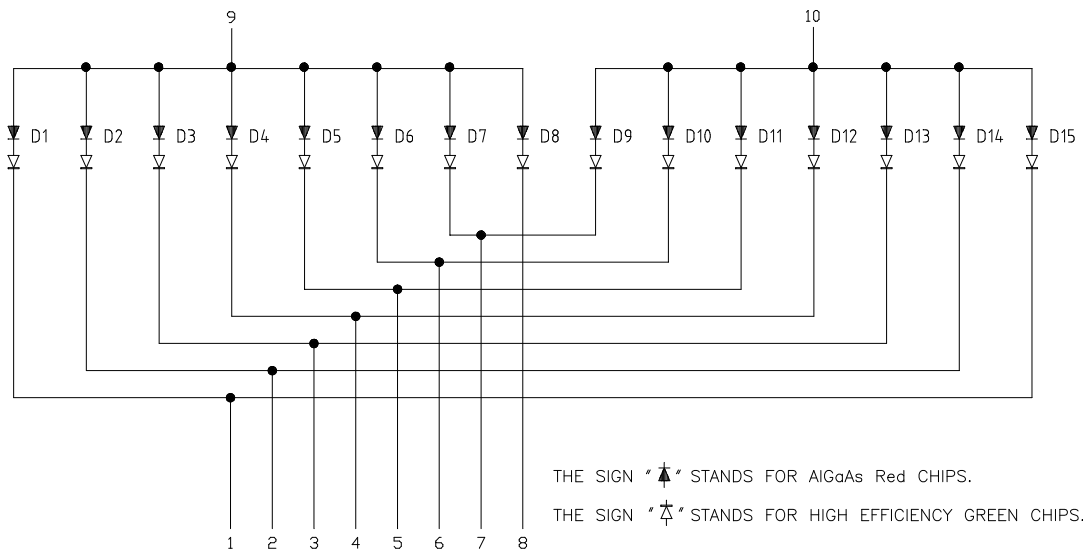 9 10
D1 D2 D3 D4 D5 D6 D7 D8 D9 D10 D11 D12 D13 D14 D15
THE SIGN "" STANDS FOR AlGaAs Red CHIPS.
THE SIGN "" STANDS FOR HIGH EFFICIENCY GREEN CHIPS.
1 2 3 4 5 6 7 8